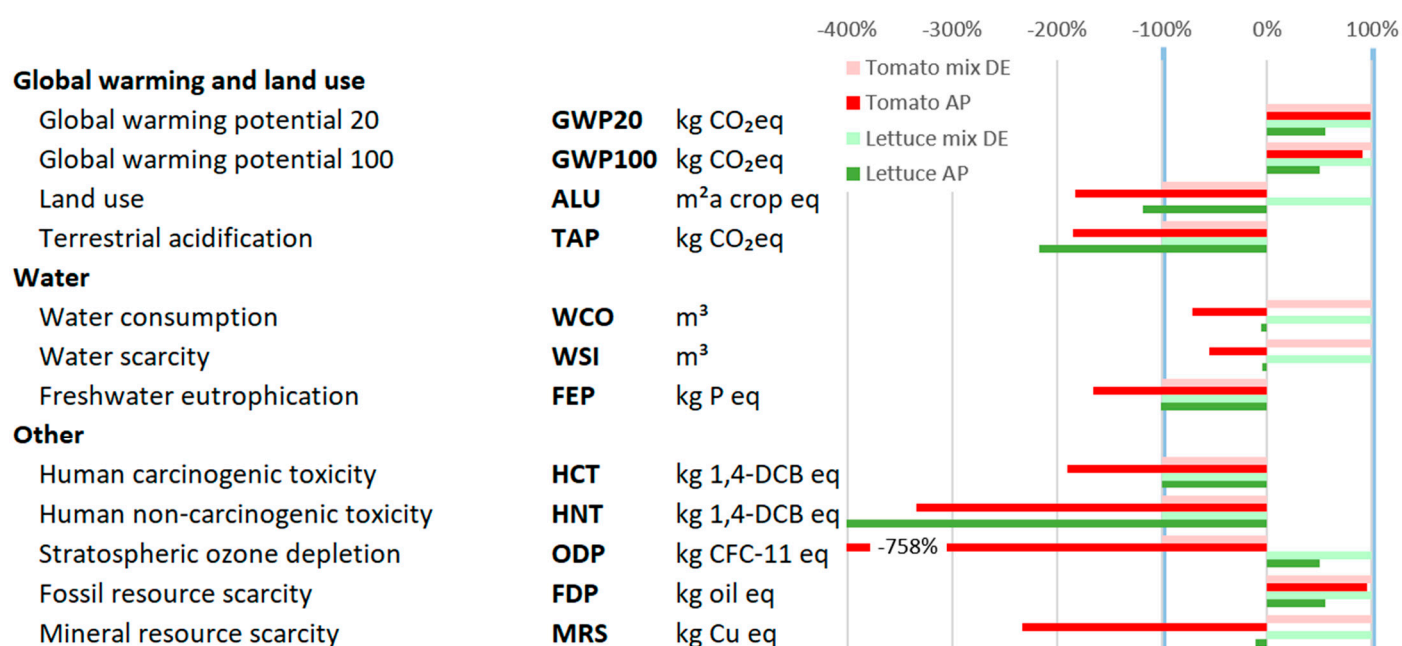 -400% -300% -200% -100% 0% 100%
Tomato mix DE
Global warming and land use
Tomato AP
Global warming potential 20 GWP20 kg CO₂eq
Lettuce mix DE
Global warming potential 100 GWP100 kg CO₂eq
Lettuce AP
Land use ALU m²a crop eq
Terrestrial acidification TAP kg CO₂eq
Water
Water consumption WCO m³
Water scarcity WSI m³
Freshwater eutrophication FEP kg P eq
Other
Human carcinogenic toxicity HCT kg 1,4-DCB eq
Human non-carcinogenic toxicity HNT kg 1,4-DCB eq
Stratospheric ozone depletion ODP kg CFC-11 eq -758%
Fossil resource scarcity FDP kg oil eq
Mineral resource scarcity MRS kg Cu eq